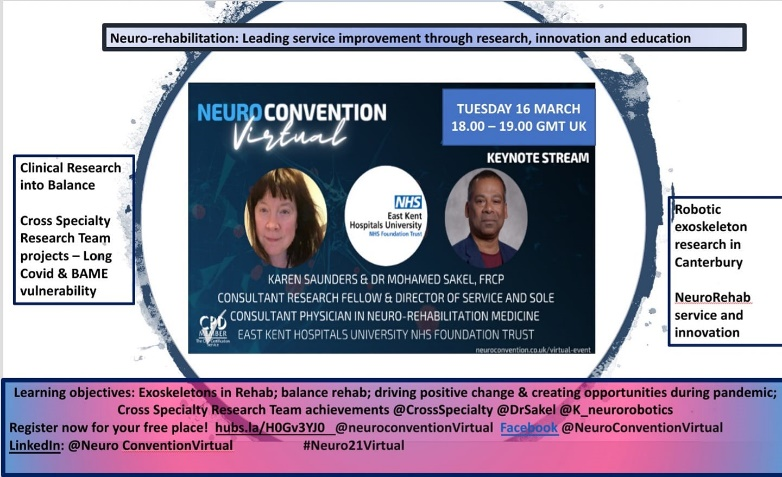 Neuro-rehabilitation: Leading service improvement through research, innovation and education
NEUROCONVENTION
Virtual
TUESDAY 16 MARCH
18.00 – 19.00 GMT UK
KEYNOTE STREAM
Clinical Research
into Balance
Cross Specialty
Research Team
projects – Long
Covid & BAME
vulnerability
NHS
East Kent
Hospitals University
NHS Foundation Trust
Robotic
exoskeleton
research in
Canterbury
NeuroRehab
service and
innovation
KAREN SAUNDERS & DR MOHAMED SAKEL, FRCP
CONSULTANT RESEARCH FELLOW & DIRECTOR OF SERVICE AND SOLE
CONSULTANT PHYSICIAN IN NEURO-REHABILITATION MEDICINE
EAST KENT HOSPITALS UNIVERSITY NHS FOUNDATION TRUST
CPD
MEMBER
The CPD Certification
Service
neuroconvention.co.uk/virtual-event
Learning objectives: Exoskeletons in Rehab; balance rehab; driving positive change & creating opportunities during pandemic;
Cross Specialty Research Team achievements @CrossSpecialty @DrSakel @K_neurorobotics
Register now for your free place! hubs.la/H0Gv3YJ0 @neuroconventionVirtual Facebook @NeuroConventionVirtual
LinkedIn: @Neuro ConventionVirtual #Neuro21Virtual